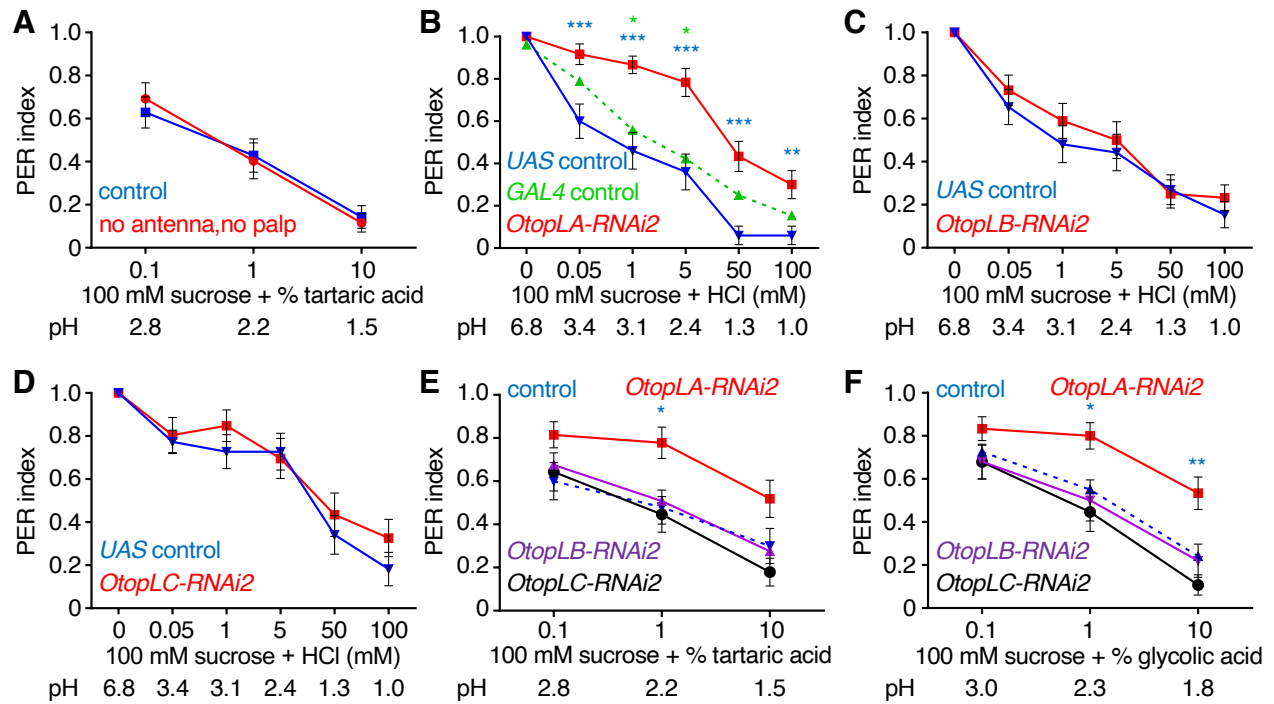 A
PER index
1.0
0.8
0.6
0.4
0.2
0
control
no antenna,no palp
0.1 1 10
100 mM sucrose + % tartaric acid
pH 2.8 2.2 1.5
B
PER index
1.0
0.8
0.6
0.4
0.2
0
*** * *** * *** *** **
UAS control
GAL4 control
OtopLA-RNAi2
0 0.05 1 5 50 100
100 mM sucrose + HCl (mM)
pH 6.8 3.4 3.1 2.4 1.3 1.0
C
PER index
1.0
0.8
0.6
0.4
0.2
0
UAS control
OtopLB-RNAi2
0 0.05 1 5 50 100
100 mM sucrose + HCl (mM)
pH 6.8 3.4 3.1 2.4 1.3 1.0
D
PER index
1.0
0.8
0.6
0.4
0.2
0
UAS control
OtopLC-RNAi2
0 0.05 1 5 50 100
100 mM sucrose + HCl (mM)
pH 6.8 3.4 3.1 2.4 1.3 1.0
E
PER index
1.0
0.8
0.6
0.4
0.2
0
control OtopLA-RNAi2
*
OtopLB-RNAi2
OtopLC-RNAi2
0.1 1 10
100 mM sucrose + % tartaric acid
pH 2.8 2.2 1.5
F
PER index
1.0
0.8
0.6
0.4
0.2
0
control OtopLA-RNAi2
* **
OtopLB-RNAi2
OtopLC-RNAi2
0.1 1 10
100 mM sucrose + % glycolic acid
pH 3.0 2.3 1.8